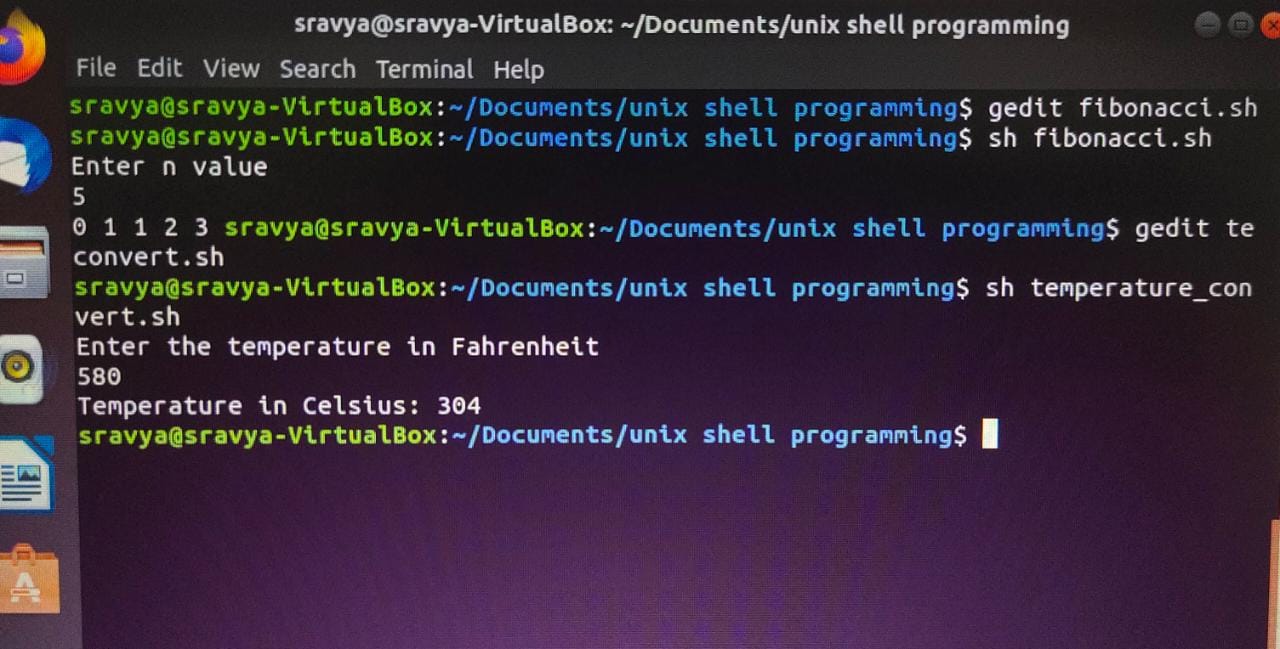 sravya@sravya-VirtualBox: ~/Documents/unix shell programming
File Edit View Search Terminal Help
sravya@sravya-VirtualBox:~/Documents/unix shell programming$ gedit fibonacci.sh
sravya@sravya-VirtualBox:~/Documents/unix shell programming$ sh fibonacci.sh
Enter n value
5
0 1 1 2 3 sravya@sravya-VirtualBox:~/Documents/unix shell programming$ gedit te
convert.sh
sravya@sravya-VirtualBox:~/Documents/unix shell programming$ sh temperature_con
vert.sh
Enter the temperature in Fahrenheit
580
Temperature in Celsius: 304
sravya@sravya-VirtualBox:~/Documents/unix shell programming$